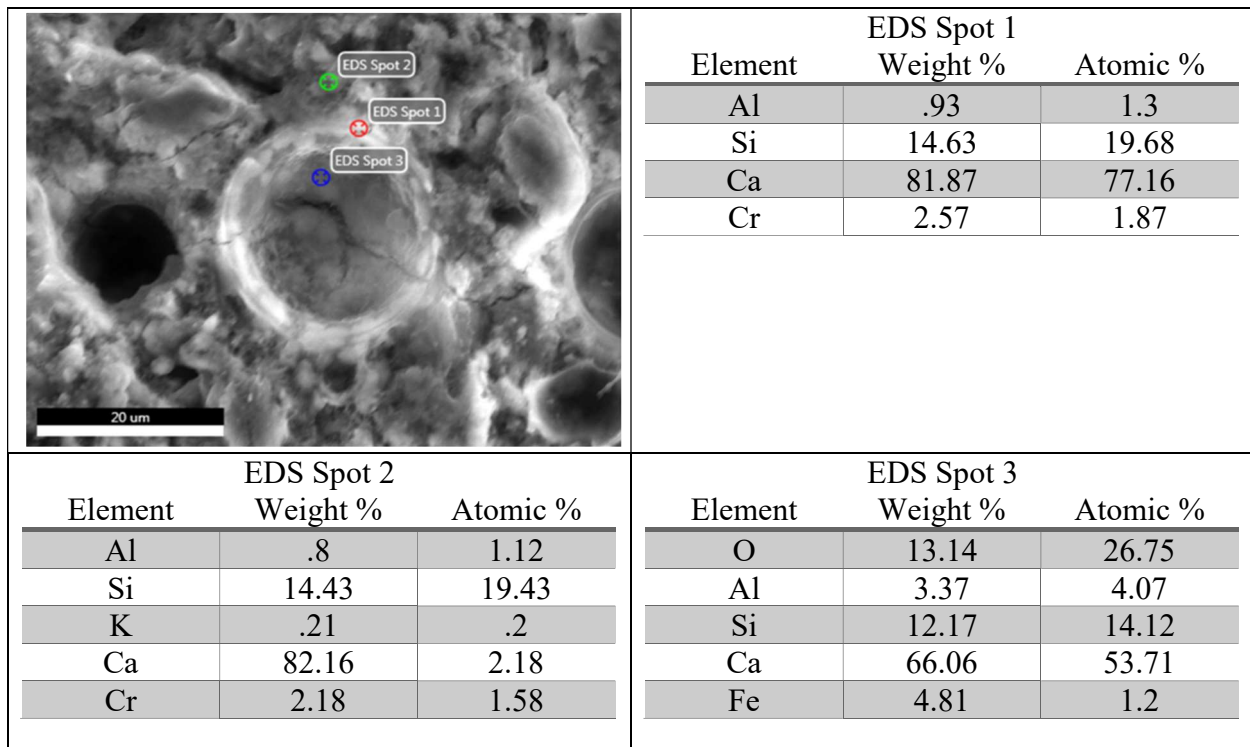 EDS Spot 2
EDS Spot 1
EDS Spot 3
20 um
EDS Spot 1
Element Weight % Atomic %
Al .93 1.3
Si 14.63 19.68
Ca 81.87 77.16
Cr 2.57 1.87
EDS Spot 2
Element Weight % Atomic %
Al .8 1.12
Si 14.43 19.43
K .21 .2
Ca 82.16 2.18
Cr 2.18 1.58
EDS Spot 3
Element Weight % Atomic %
O 13.14 26.75
Al 3.37 4.07
Si 12.17 14.12
Ca 66.06 53.71
Fe 4.81 1.2